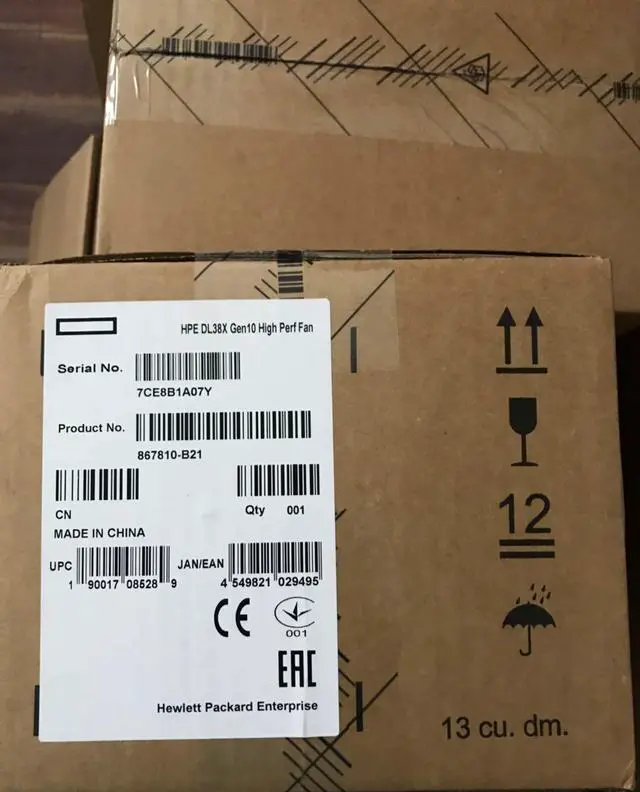 HPE DL38X Gen10 High Perf Fan
Serial No.
7CE8B1A07Y
Product No.
867810-B21
CN
Qty 001
MADE IN CHINA
UPC
1 90017 08528 9
JAN/EAN
4 549821 029495
CE
001
EAC
Hewlett Packard Enterprise
12
13 cu. dm.